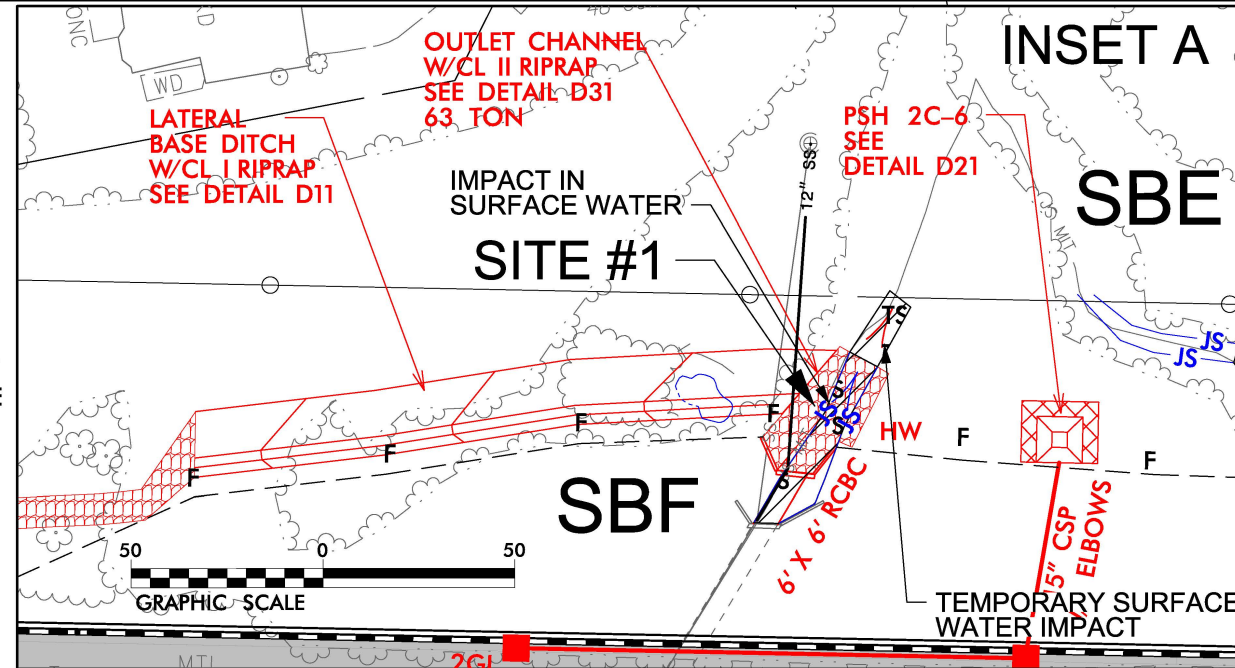 INSET A
OUTLET CHANNEL
W/CL II RIPRAP
SEE DETAIL D31
63 TON
WD
LATERAL
BASE DITCH
W/CL I RIPRAP
SEE DETAIL D11
PSH 2C-6
SEE
DETAIL D21
12" SS
IMPACT IN
SURFACE WATER
SBE
SITE #1
TS
JS
JS
S
JS
JS
S
F
F
F
F
HW
F
F
S
SBF
6' X 6' RCBC
15" CSP
ELBOWS
50
0
50
GRAPHIC SCALE
TEMPORARY SURFACE
WATER IMPACT
2GI
MTL